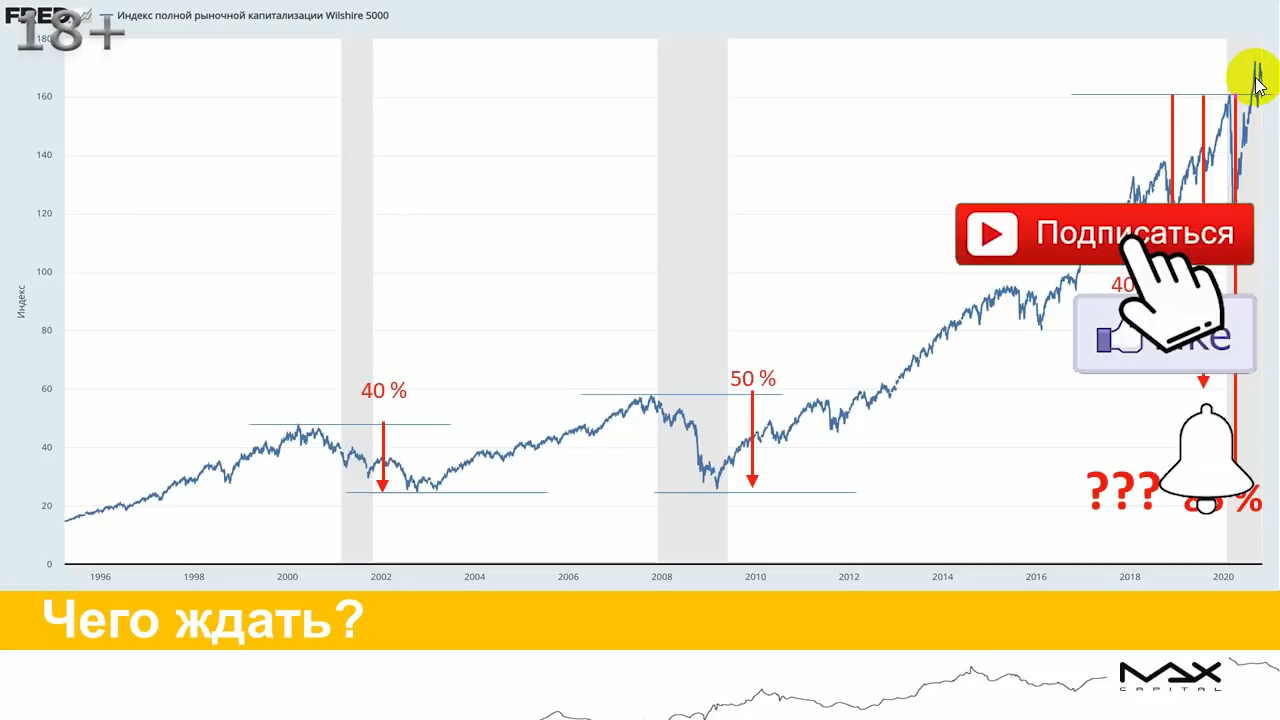 FRED
Индекс полной рыночной капитализации Wilshire 5000
18+
180
160
140
120
100
80
60
40
20
0
Индекс
40 %
50 %
Подписаться
40
???
%
1996 1998 2000 2002 2004 2006 2008 2010 2012 2014 2016 2018 2020
Чего ждать?
MAX
CAPITAL